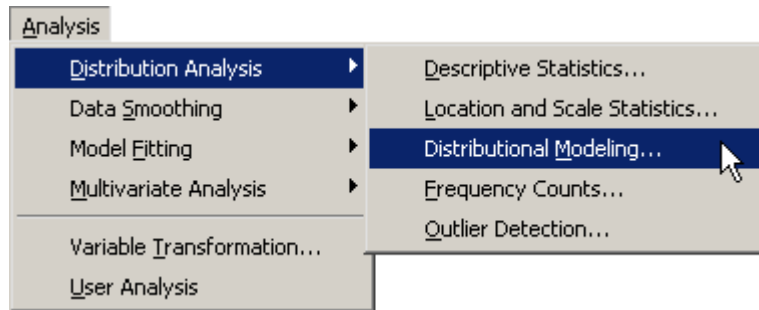 Analysis
Distribution Analysis
Data Smoothing
Model Fitting
Multivariate Analysis
Variable Transformation...
User Analysis
Descriptive Statistics...
Location and Scale Statistics...
Distributional Modeling...
Frequency Counts...
Outlier Detection...